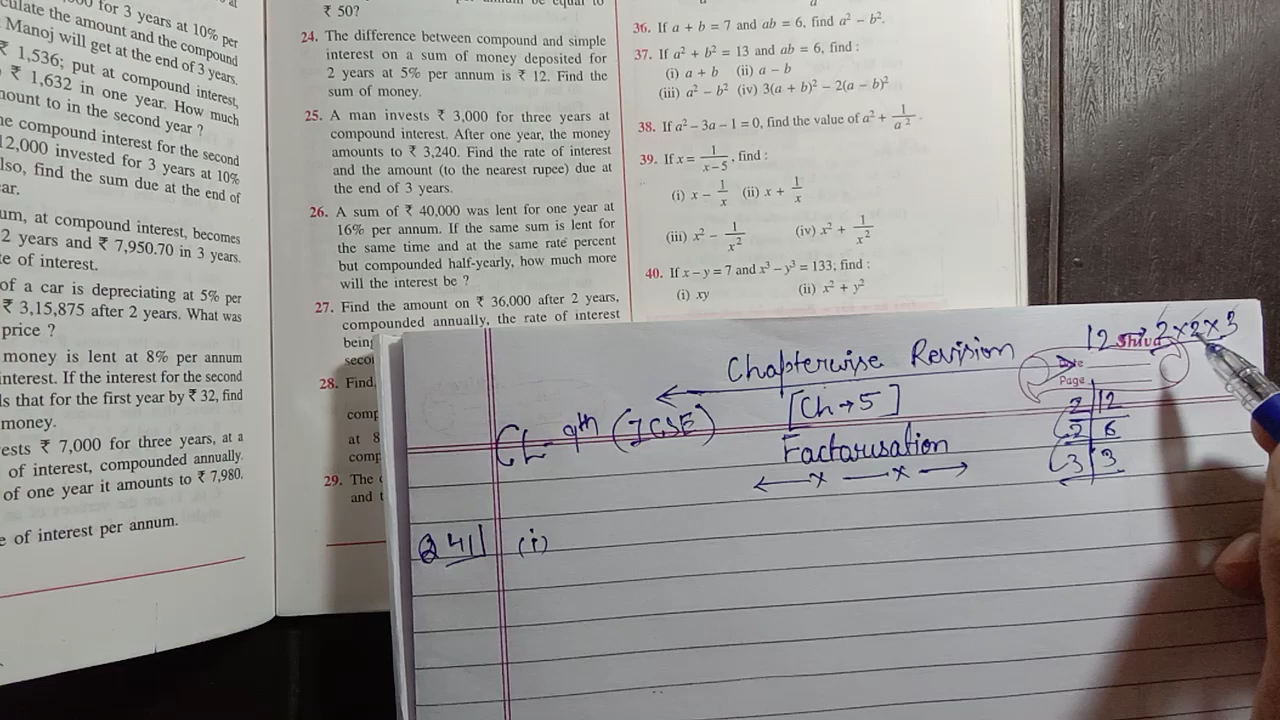 for 3 years at 10% per
culate the amount and the compound
Manoj will get at the end of 3 years.
₹ 1,536; put at compound interest,
₹ 1,632 in one year. How much
mount to in the second year ?
compound interest for the second
12,000 invested for 3 years at 10%
lso, find the sum due at the end of
ar.
um, at compound interest, becomes
2 years and ₹ 7,950.70 in 3 years.
te of interest.
of a car is depreciating at 5% per
₹ 3,15,875 after 2 years. What was
price ?
money is lent at 8% per annum
interest. If the interest for the second
ds that for the first year by ₹ 32, find
money.
ests ₹ 7,000 for three years, at a
of interest, compounded annually.
of one year it amounts to ₹ 7,980.
e of interest per annum.
₹ 50?
24. The difference between compound and simple
interest on a sum of money deposited for
2 years at 5% per annum is ₹ 12. Find the
sum of money.
25. A man invests ₹ 3,000 for three years at
compound interest. After one year, the money
amounts to ₹ 3,240. Find the rate of interest
and the amount (to the nearest rupee) due at
the end of 3 years.
26. A sum of ₹ 40,000 was lent for one year at
16% per annum. If the same sum is lent for
the same time and at the same rate percent
but compounded half-yearly, how much more
will the interest be ?
27. Find the amount on ₹ 36,000 after 2 years,
compounded annually, the rate of interest
being
secon
28. Find,
comp
at 8
comp
29. The
and t
36. If a + b = 7 and ab = 6, find a² – b².
37. If a² + b² = 13 and ab = 6, find :
(i) a + b (ii) a – b
(iii) a² – b² (iv) 3(a + b)² – 2(a – b)²
38. If a² – 3a – 1 = 0, find the value of a² + 1/a².
39. If x = 1/(x – 5), find :
(i) x – 1/x (ii) x + 1/x
(iii) x² – 1/x² (iv) x² + 1/x²
40. If x – y = 7 and x³ – y³ = 133; find :
(i) xy (ii) x² + y²
Chapterwise Revision
12 → 2×2×3
Shiva
Page
CL-9th (ICSE)
[Ch→5]
Factorusation
2 | 12
2 | 6
3 | 3
Q 41 (i)